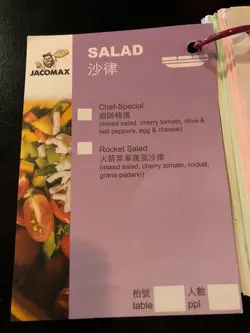 JACOMAX
SALAD
沙律
Chef-Special
廚師精選
(mixed salad, cherry tomato, olive &
bell peppers, egg & cheese)
Rocket Salad
火箭菜車厘茄沙律
(mixed salad, cherry tomato, rocket,
grana padano)
枱號 人數
table ppl